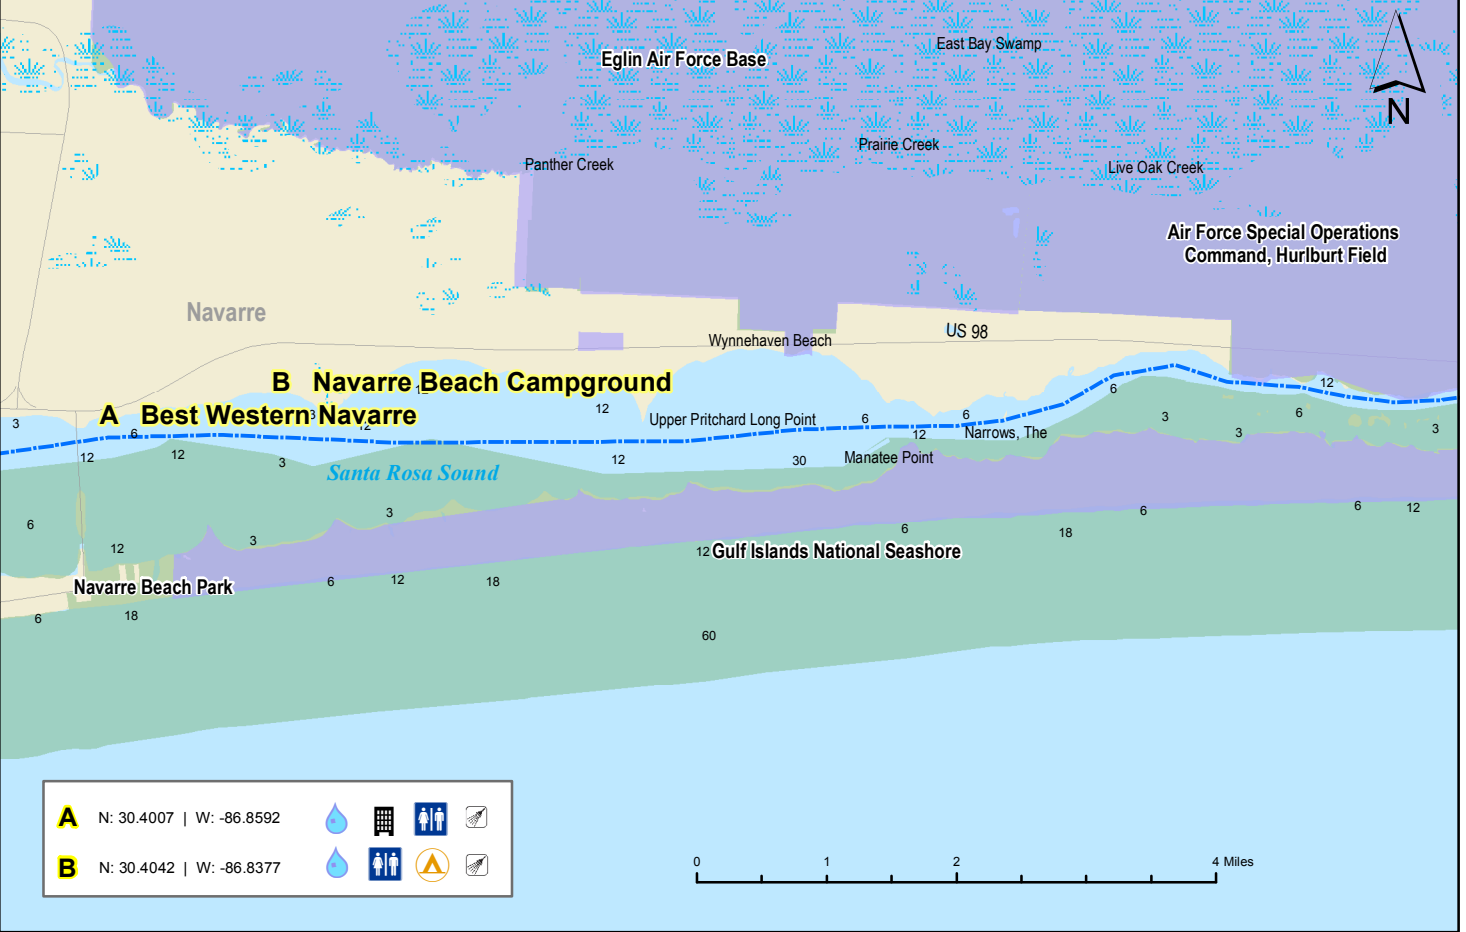 East Bay Swamp
Eglin Air Force Base
N
Prairie Creek
Panther Creek
Live Oak Creek
Air Force Special Operations
Command, Hurlburt Field
Navarre
US 98
Wynnehaven Beach
B Navarre Beach Campground
12
6
12
A Best Western Navarre
3
3
12
12
Upper Pritchard Long Point
6
6
6
3
3
6
12
Narrows, The
3
12
12
3
12
30
Manatee Point
Santa Rosa Sound
6
12
3
3
6
6
12
6
18
12
Gulf Islands National Seashore
Navarre Beach Park
6
12
18
6
18
60
A N: 30.4007 | W: -86.8592
B N: 30.4042 | W: -86.8377
0 1 2 4 Miles